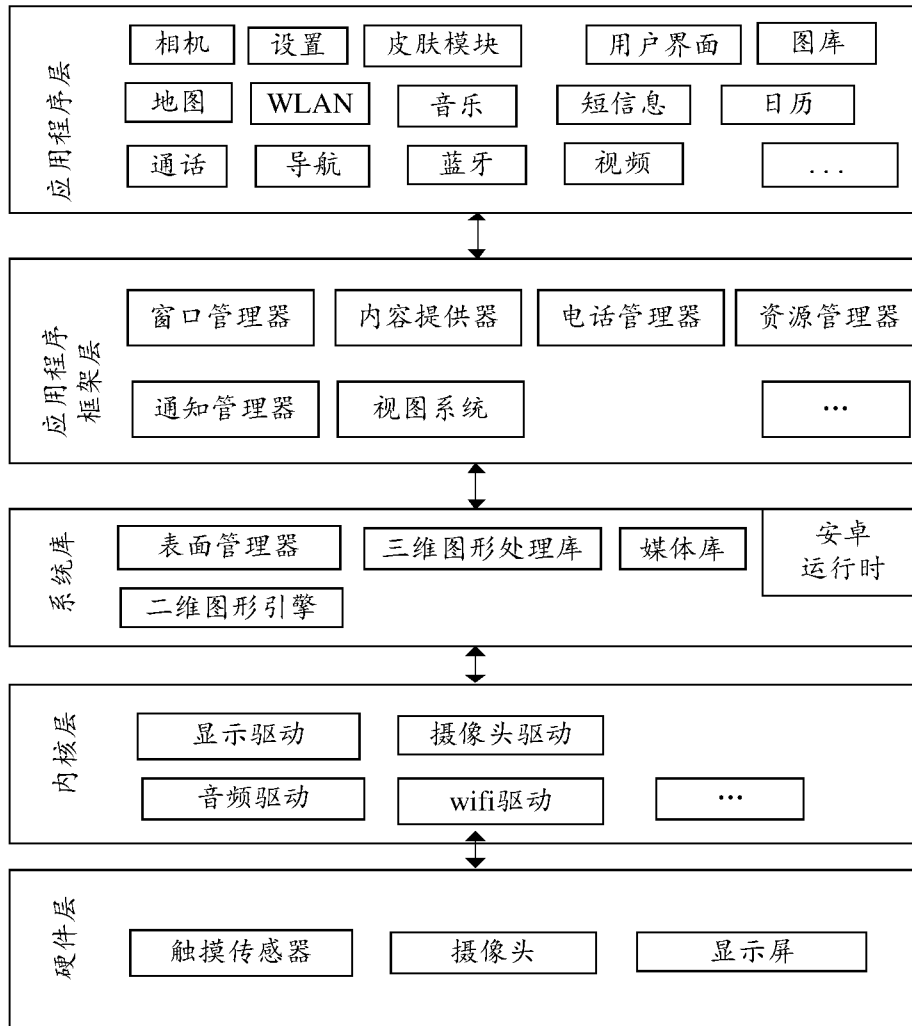 应用程序层
相机 设置 皮肤模块 用户界面 图库
地图 WLAN 音乐 短信息 日历
通话 导航 蓝牙 视频 ...
应用程序
框架层
窗口管理器 内容提供器 电话管理器 资源管理器
通知管理器 视图系统 ...
系统库
表面管理器 三维图形处理库 媒体库 安卓
运行时
二维图形引擎
内核层
显示驱动 摄像头驱动
音频驱动 wifi驱动 ...
硬件层
触摸传感器 摄像头 显示屏